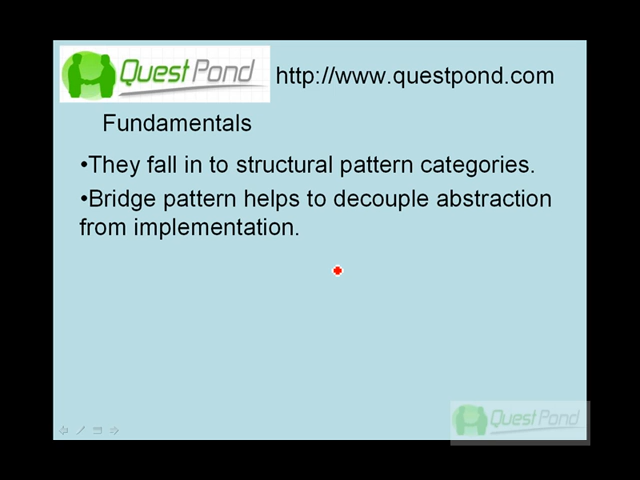 QuestPond http://www.questpond.com
Fundamentals
•They fall in to structural pattern categories.
•Bridge pattern helps to decouple abstraction
from implementation.
QuestPond